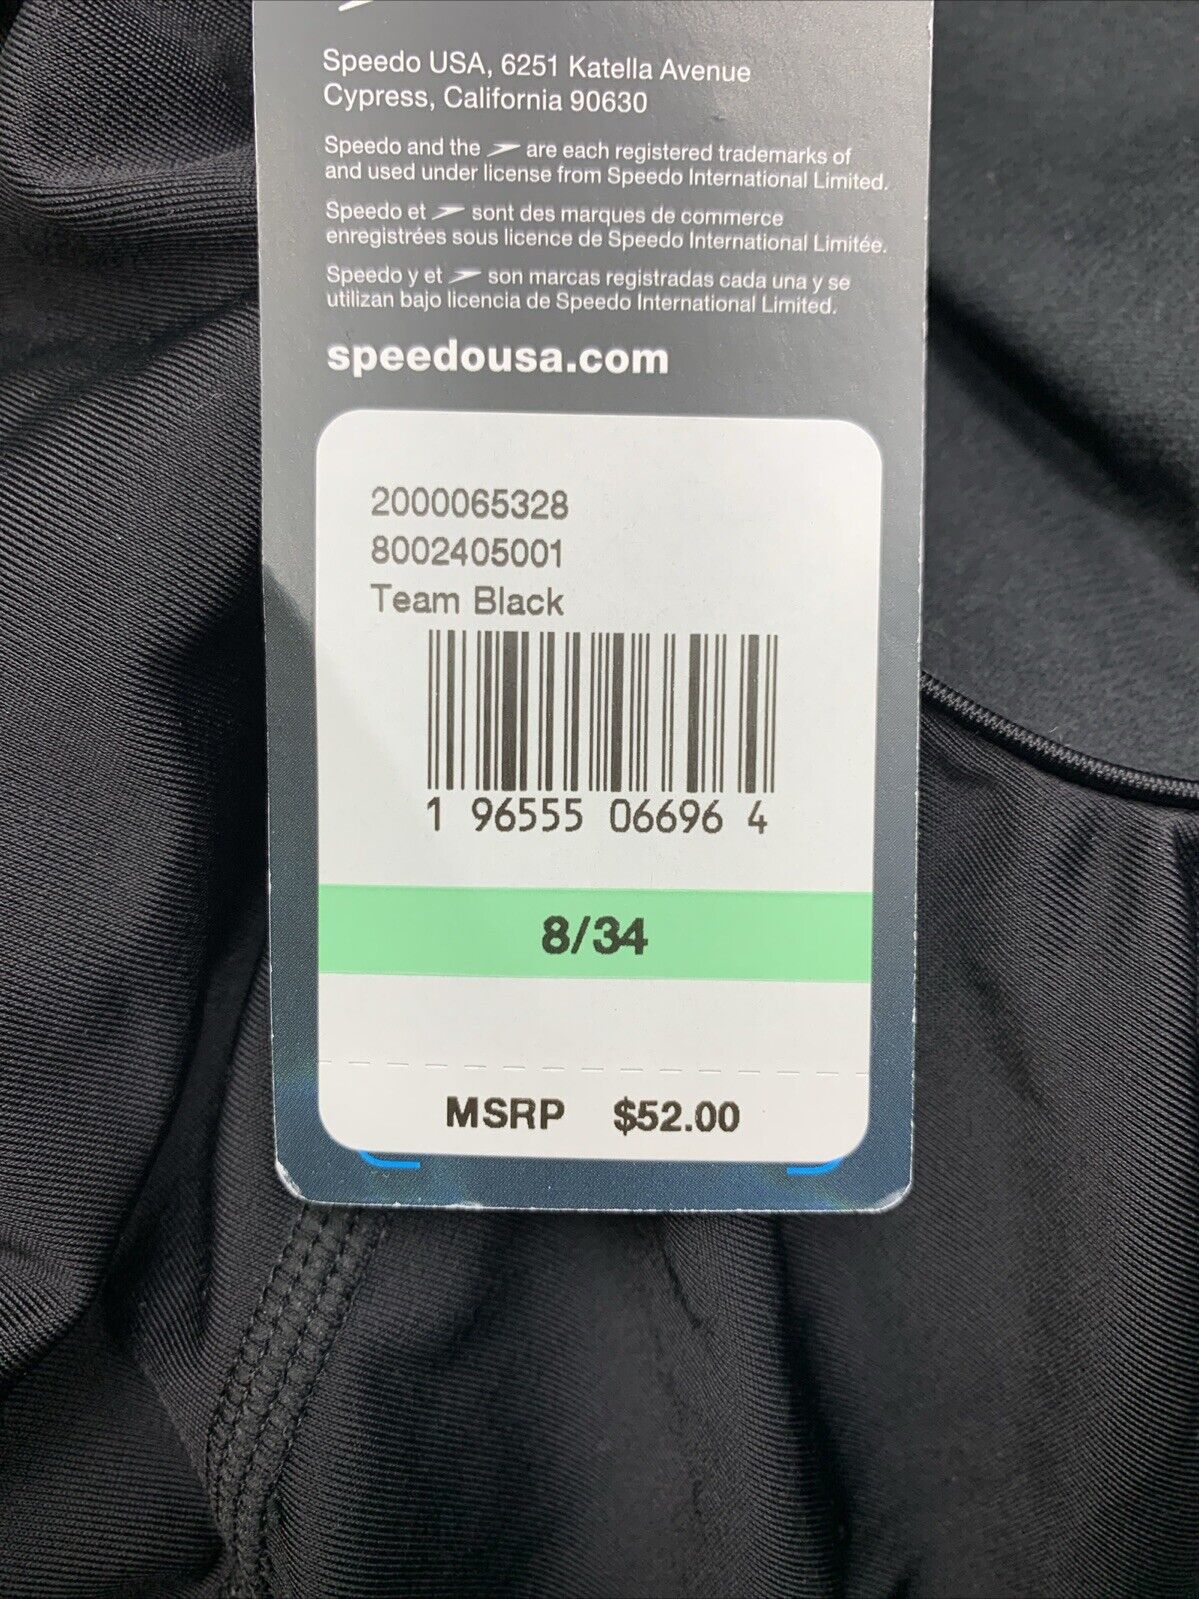 Speedo USA, 6251 Katella Avenue
Cypress, California 90630
Speedo and the are each registered trademarks of
and used under license from Speedo International Limited.
Speedo et sont des marques de commerce
enregistrées sous licence de Speedo International Limitée.
Speedo y et son marcas registradas cada una y se
utilizan bajo licencia de Speedo International Limited.
speedousa.com
2000065328
8002405001
Team Black
1 96555 06696 4
8/34
MSRP $52.00